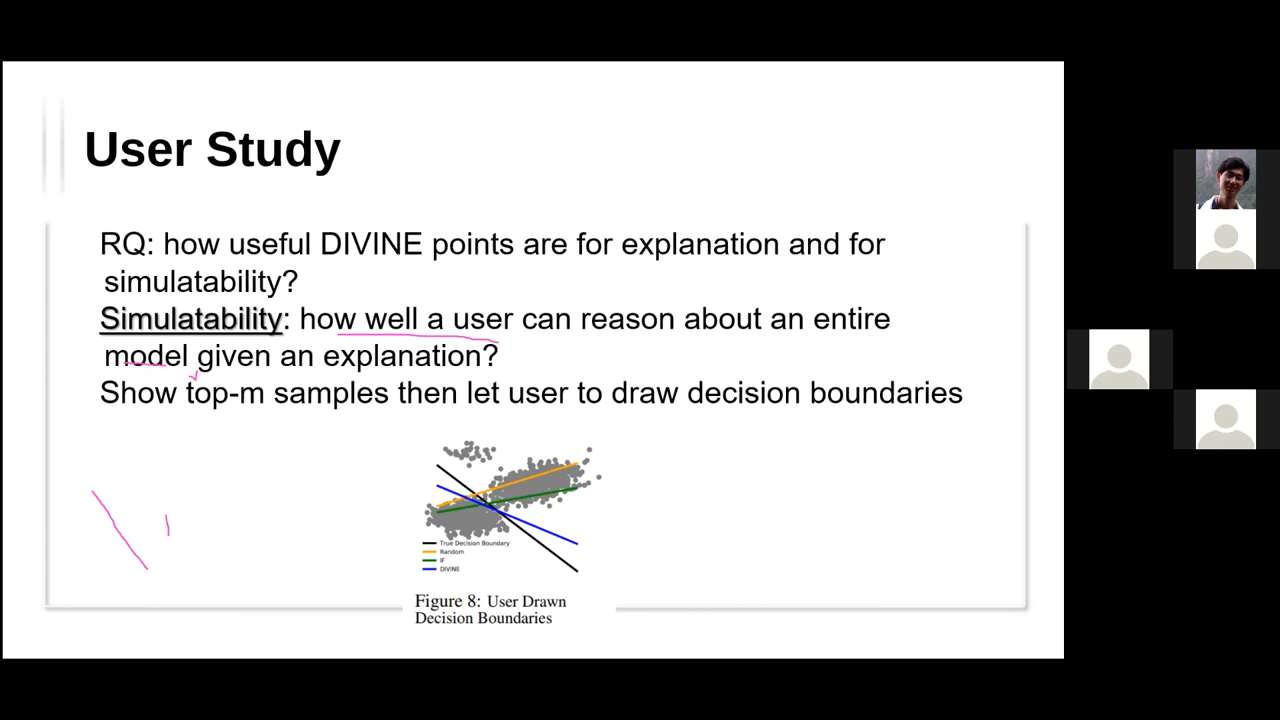 User Study
RQ: how useful DIVINE points are for explanation and for
simulatability?
Simulatability: how well a user can reason about an entire
model given an explanation?
Show top-m samples then let user to draw decision boundaries
True Decision Boundary
Random
IF
DIVINE
Figure 8: User Drawn
Decision Boundaries